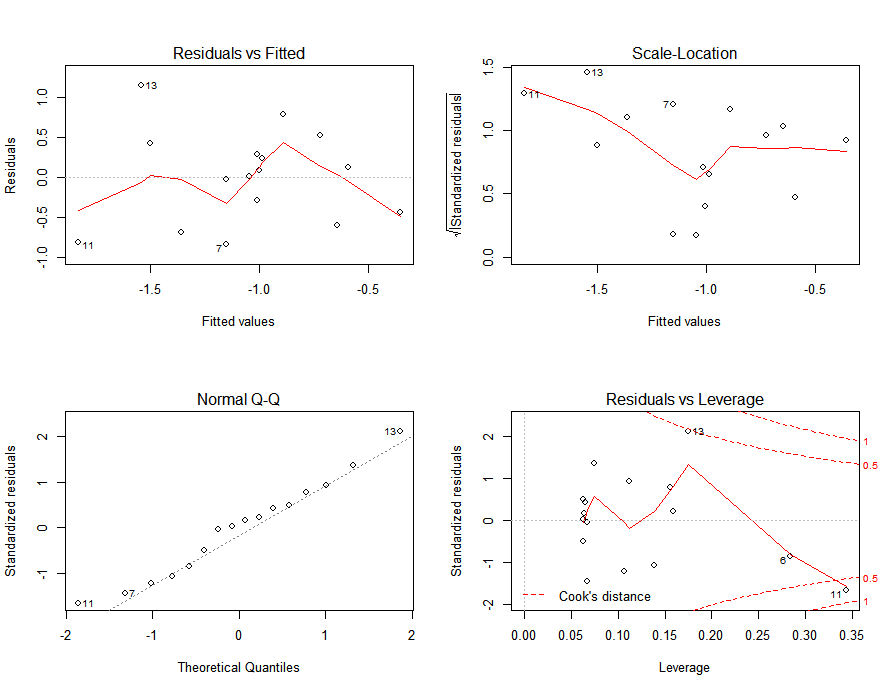 Residuals vs Fitted
Residuals
1.0
0.5
0.0
-0.5
-1.0
13
11
7
-1.5 -1.0 -0.5
Fitted values
Scale-Location
√|Standardized residuals|
1.5
1.0
0.5
0.0
13
11
7
-1.5 -1.0 -0.5
Fitted values
Normal Q-Q
Standardized residuals
2
1
0
-1
13
7
11
-2 -1 0 1 2
Theoretical Quantiles
Residuals vs Leverage
Standardized residuals
2
1
0
-1
-2
13
6
11
1
0.5
0.5
1
Cook's distance
0.00 0.05 0.10 0.15 0.20 0.25 0.30 0.35
Leverage